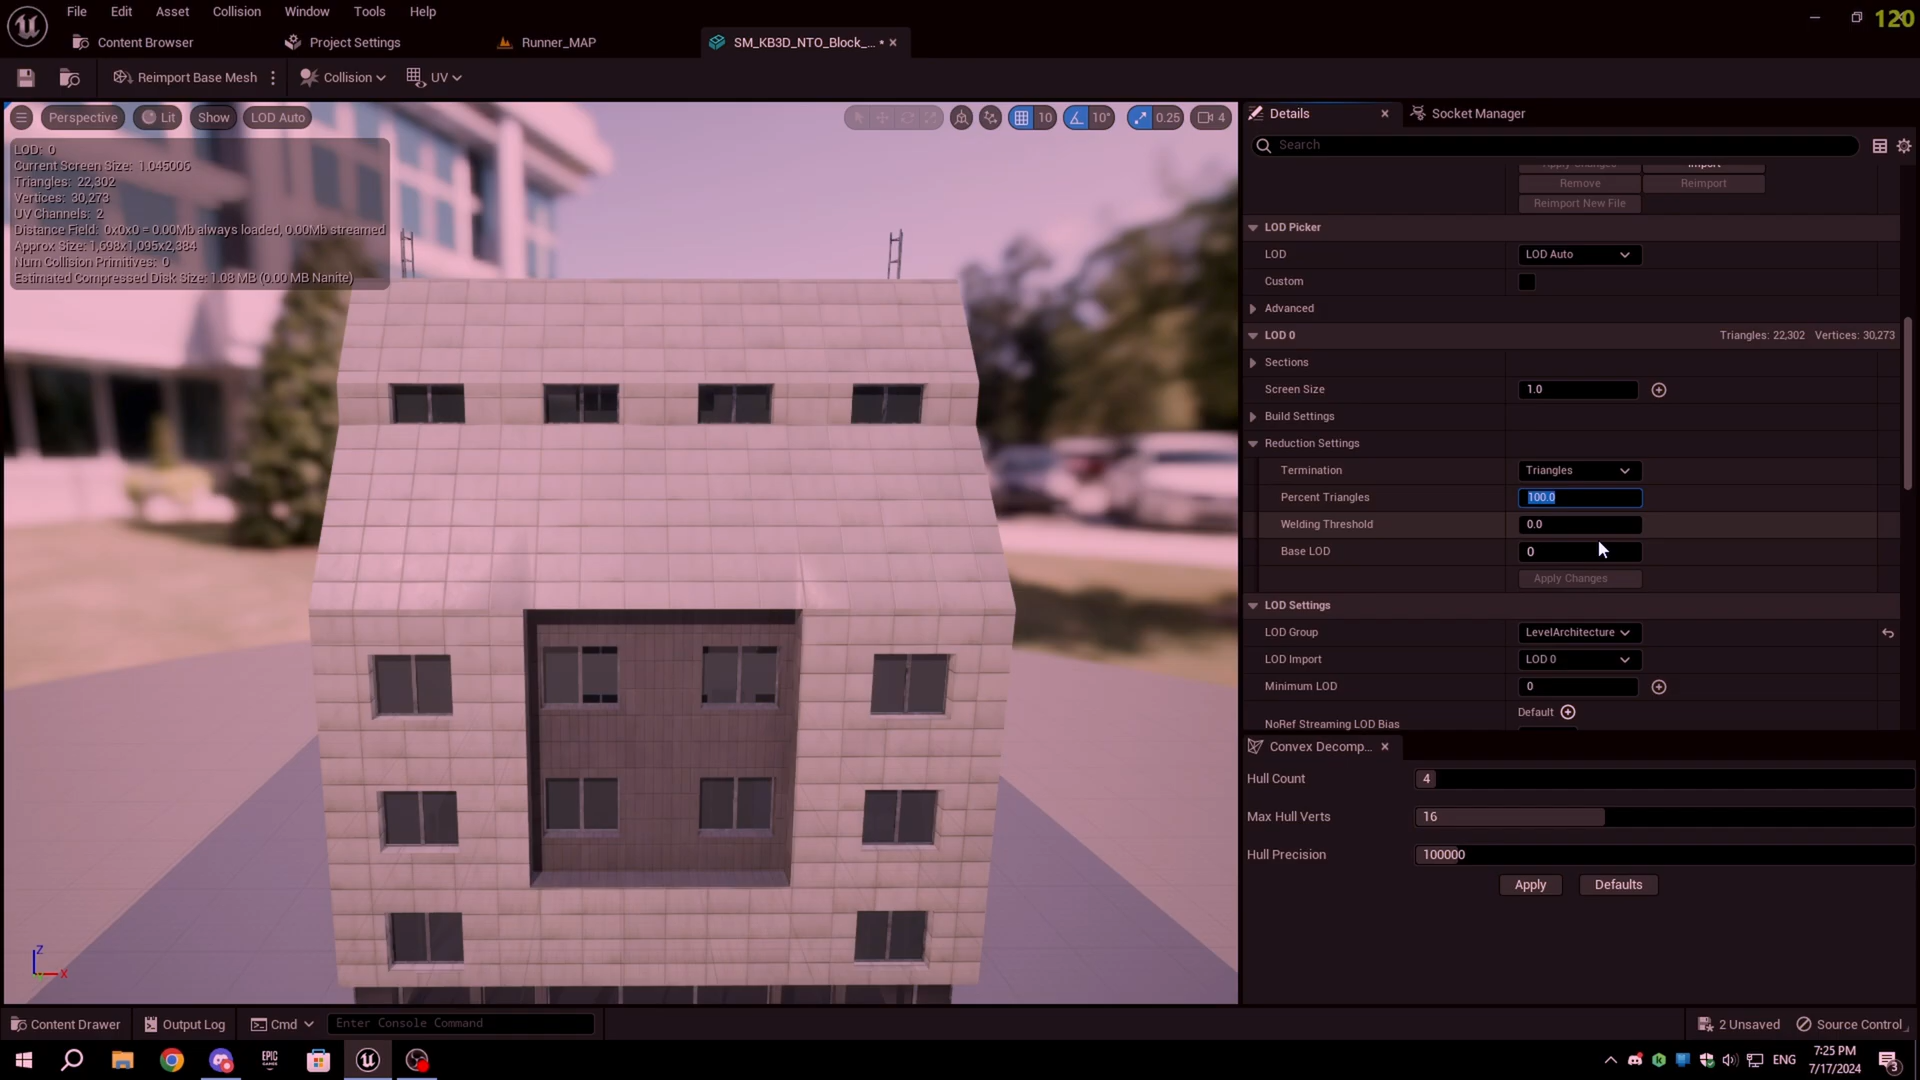 File Edit Asset Collision Window Tools Help
120
Content Browser
Project Settings
Runner_MAP
SM_KB3D_NTO_Block_... •
Reimport Base Mesh
Collision
UV
Perspective
Lit
Show
LOD Auto
10
10°
0.25
4
LOD: 0
Current Screen Size: 1.045006
Triangles: 22,302
Vertices: 30,273
UV Channels: 2
Distance Field: 0x0x0 = 0.00Mb always loaded, 0.00Mb streamed
Approx Size: 1,698x1,095x2,384
Num Collision Primitives: 0
Estimated Compressed Disk Size: 1.08 MB (0.00 MB Nanite)
Z
X
Details
Socket Manager
Search
Apply Changes Import
Remove Reimport
Reimport New File
LOD Picker
LOD LOD Auto
Custom
Advanced
LOD 0 Triangles: 22,302 Vertices: 30,273
Sections
Screen Size 1.0
Build Settings
Reduction Settings
Termination Triangles
Percent Triangles 100.0
Welding Threshold 0.0
Base LOD 0
Apply Changes
LOD Settings
LOD Group LevelArchitecture
LOD Import LOD 0
Minimum LOD 0
Default
NoRef Streaming LOD Bias
Convex Decomp...
Hull Count 4
Max Hull Verts 16
Hull Precision 100000
Apply Defaults
Content Drawer
Output Log
Cmd
Enter Console Command
2 Unsaved
Source Control
EPIC
GAMES
ENG
7:25 PM
7/17/2024
3